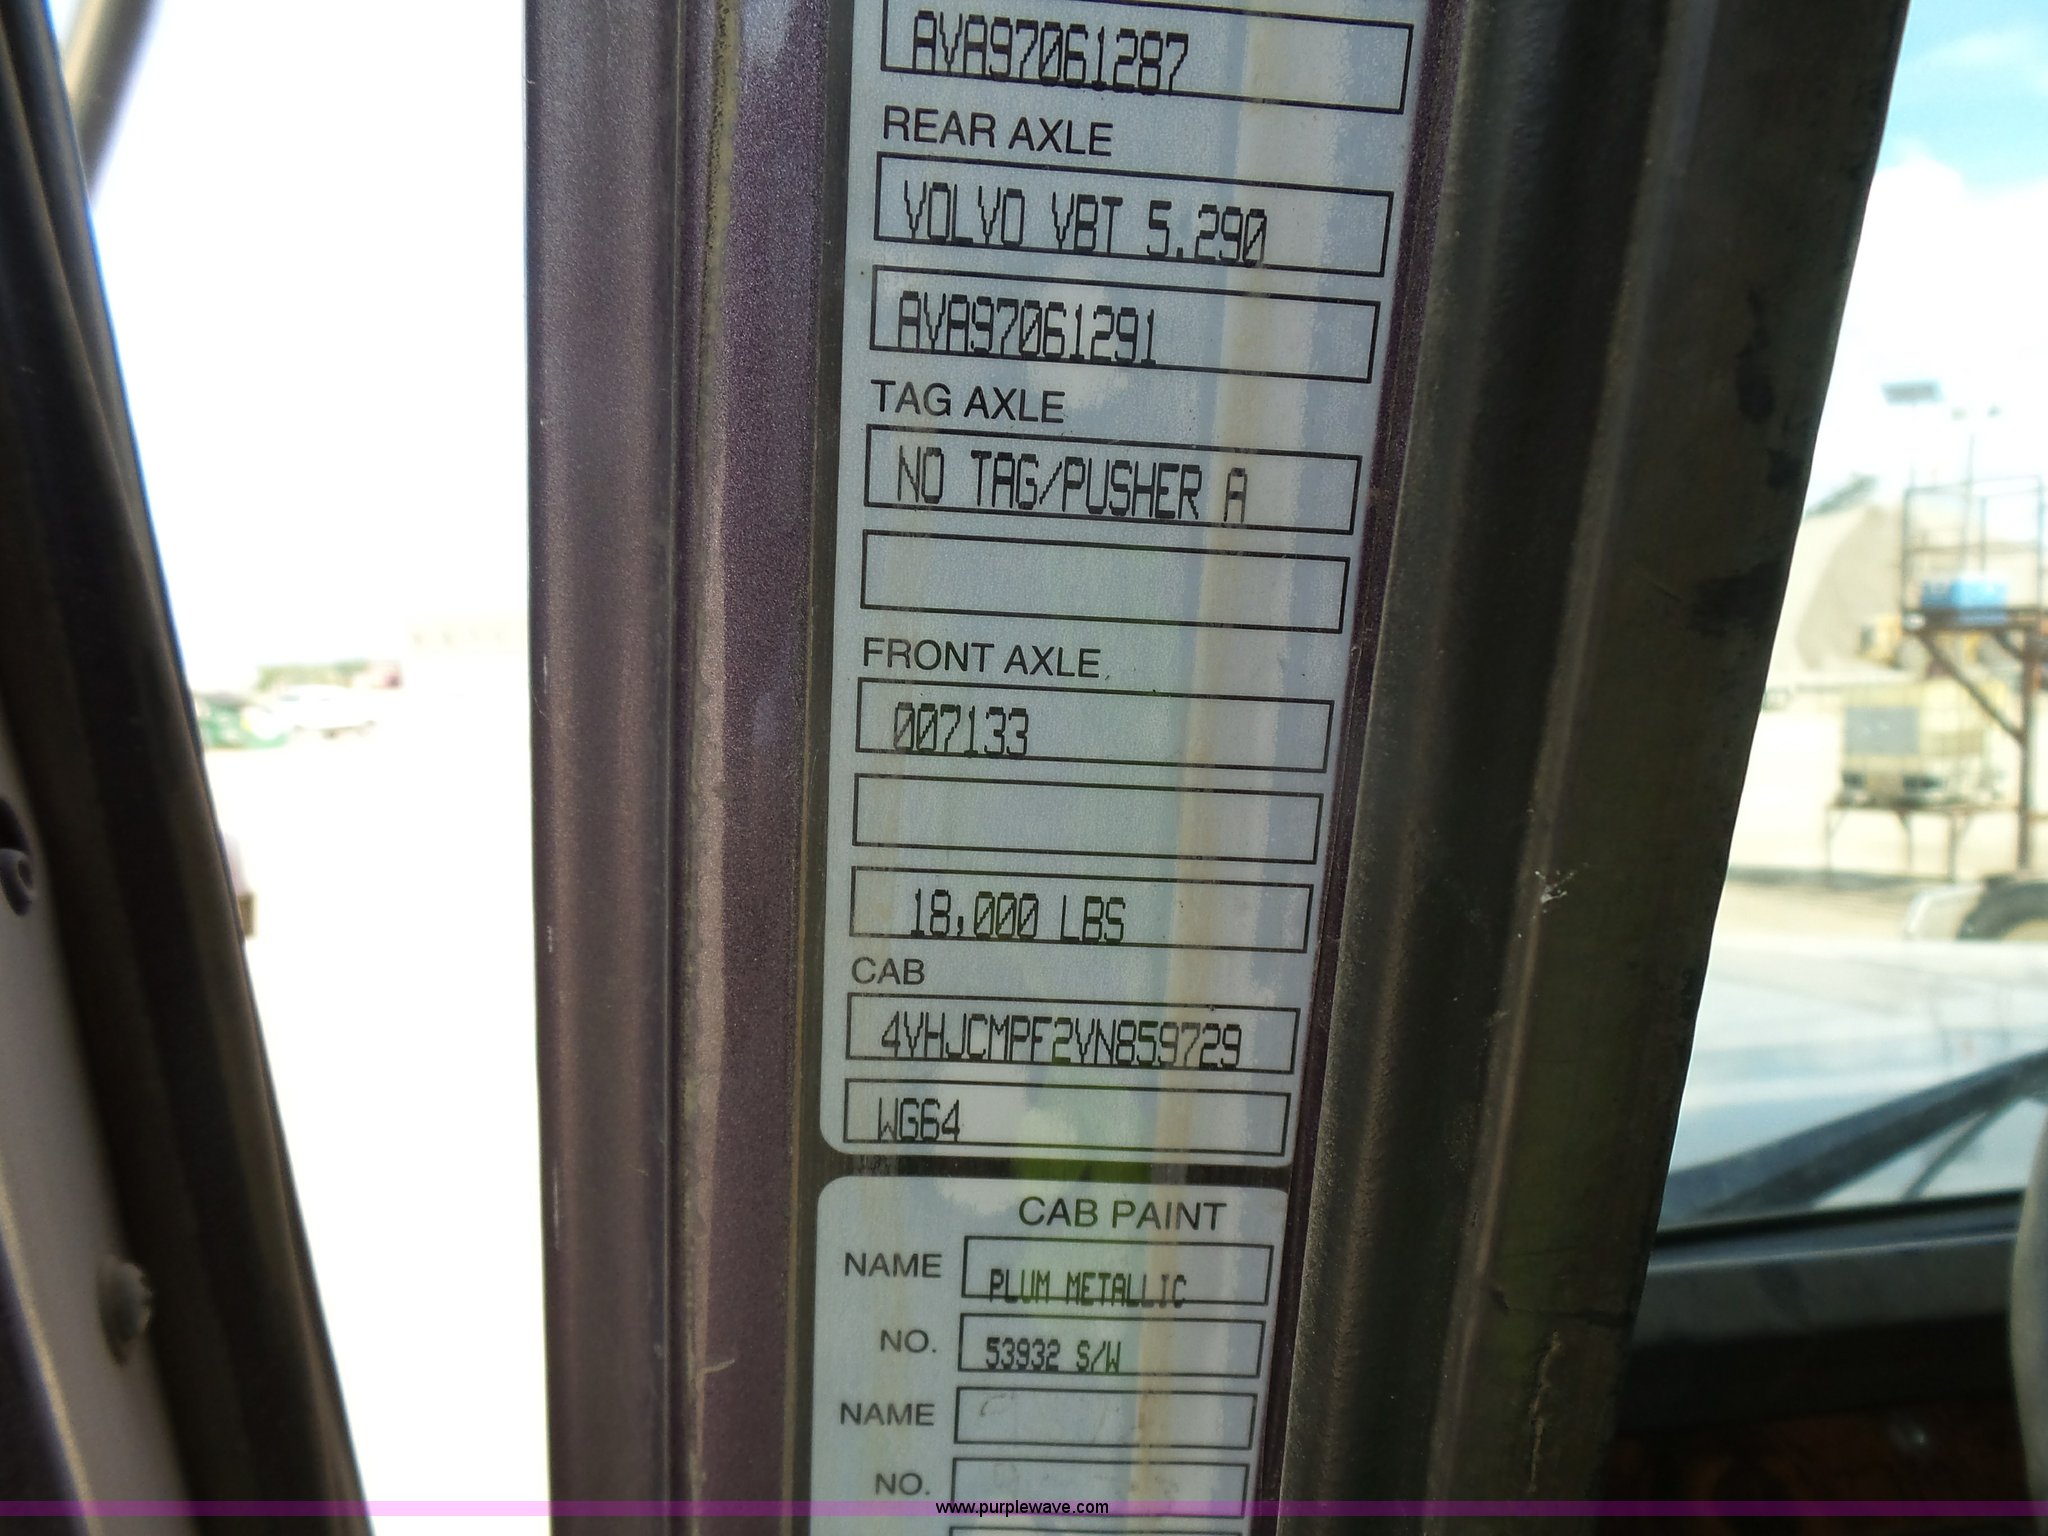 AVA97061287
REAR AXLE
VOLVO VBT 5.290
AVA97061291
TAG AXLE
NO TAG/PUSHER A
FRONT AXLE
007133
18,000 LBS
CAB
4VHJCMPF2VN859729
WG64
CAB PAINT
NAME PLUM METALLIC
NO. 53932 S/W
NAME
NO.
www.purplewave.com